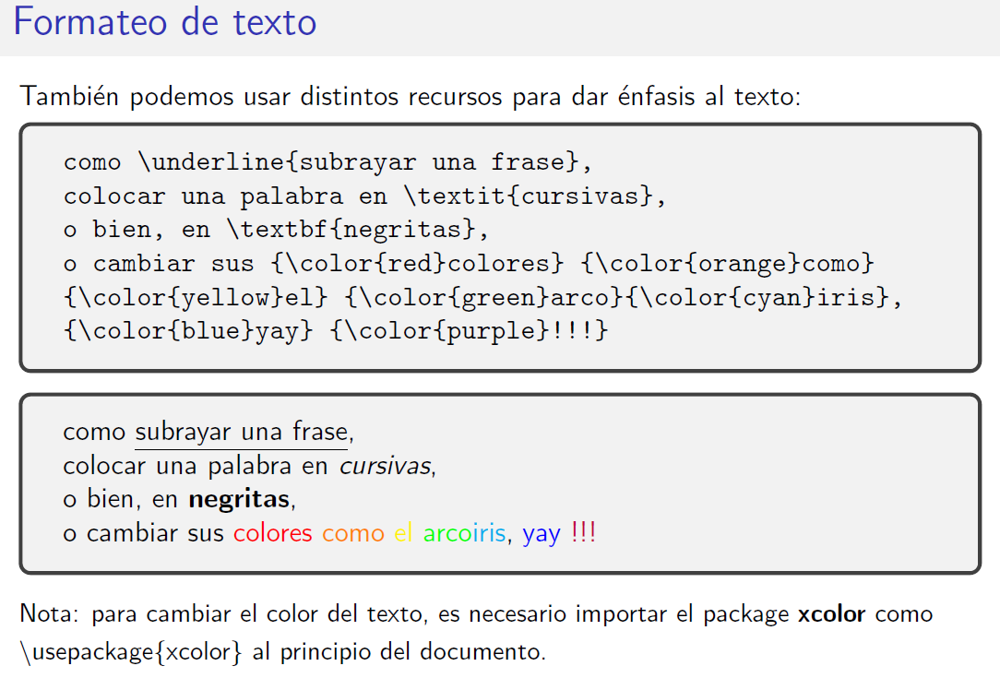 Formateo de texto
También podemos usar distintos recursos para dar énfasis al texto:
como \underline{subrayar una frase},
colocar una palabra en \textit{cursivas},
o bien, en \textbf{negritas},
o cambiar sus {\color{red}colores} {\color{orange}como}
{\color{yellow}el} {\color{green}arco}{\color{cyan}iris},
{\color{blue}yay} {\color{purple}!!!}
como subrayar una frase,
colocar una palabra en cursivas,
o bien, en negritas,
o cambiar sus colores como el arcoiris, yay !!!
Nota: para cambiar el color del texto, es necesario importar el package xcolor como
\usepackage{xcolor} al principio del documento.